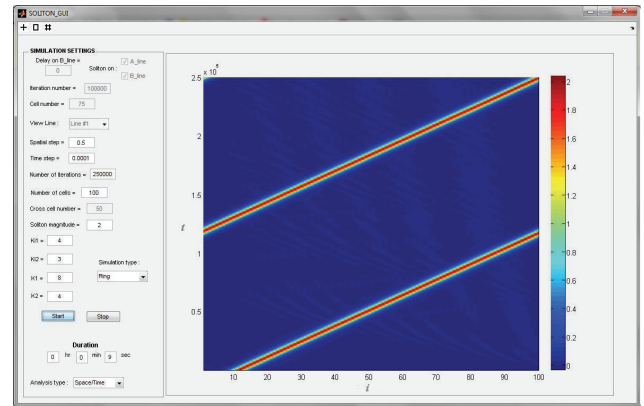 SOLITON_GUI
SIMULATION SETTINGS
Delay on B_line =
0
Soliton on :
A_line
B_line
Iteration number = 100000
Cell number = 75
View Line : Line #1
Spatial step = 0.5
Time step = 0.0001
Number of iterations = 250000
Number of cells = 100
Cross cell number = 50
Soliton magnitude = 2
Kl1 = 4
Kl2 = 3
K1 = 8
K2 = 4
Simulation type :
Ring
Start Stop
Duration
0 hr 0 min 9 sec
Analysis type : Space/Time
2.5
2
1.5
1
0.5
t
10 20 30 40 50 60 70 80 90 100
i
2
1.8
1.6
1.4
1.2
1
0.8
0.6
0.4
0.2
0